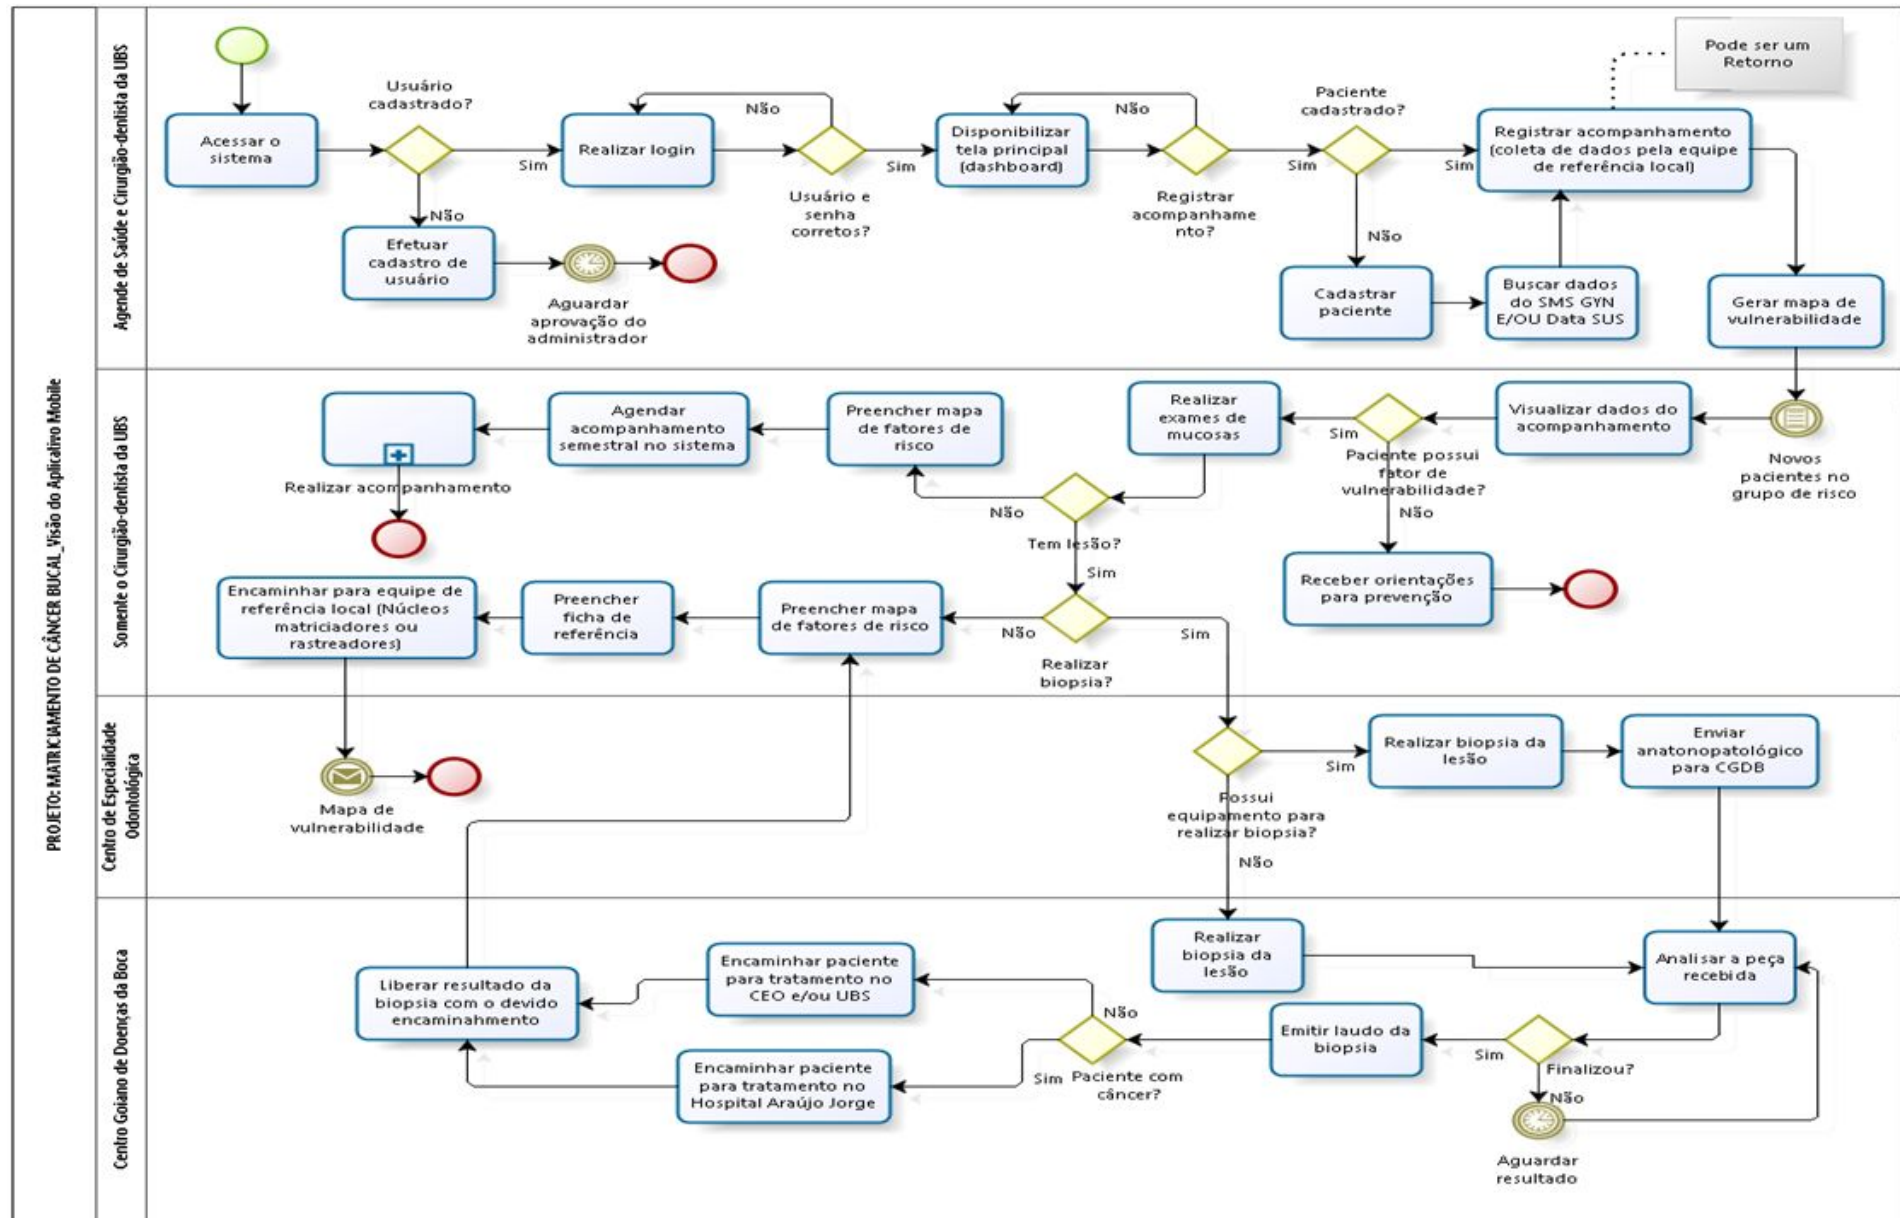 PROJETO: MATRICIAMENTO DE CÂNCER BUCAL_Visão do Aplicativo Mobile
Agende de Saúde e Cirurgião-dentista da UBS
Usuário
cadastrado?
Acessar o
sistema
Sim
Não
Efetuar
cadastro de
usuário
Aguardar
aprovação do
administrador
Realizar login
Não
Usuário e
senha
corretos?
Sim
Disponibilizar
tela principal
(dashboard)
Não
Registrar
acompanhame
nto?
Sim
Paciente
cadastrado?
Sim
Não
Cadastrar
paciente
Buscar dados
do SMS GYN
E/OU Data SUS
Registrar acompanhamento
(coleta de dados pela equipe
de referência local)
Pode ser um
Retorno
Gerar mapa de
vulnerabilidade
Somente o Cirurgião-dentista da UBS
Novos
pacientes no
grupo de risco
Visualizar dados do
acompanhamento
Sim
Paciente possui
fator de
vulnerabilidade?
Não
Receber orientações
para prevenção
Realizar
exames de
mucosas
Não
Tem lesão?
Sim
Preencher mapa
de fatores de
risco
Agendar
acompanhamento
semestral no sistema
Realizar acompanhamento
Realizar
biopsia?
Não
Sim
Preencher mapa
de fatores de risco
Preencher
ficha de
referência
Encaminhar para equipe de
referência local (Núcleos
matriciadores ou
rastreadores)
Centro de Especialidade
Odontológica
Mapa de
vulnerabilidade
Possui
equipamento para
realizar biopsia?
Sim
Não
Realizar biopsia da
lesão
Enviar
anatonopatológico
para CGDB
Centro Goiano de Doenças da Boca
Realizar
biopsia da
lesão
Analisar a peça
recebida
Finalizou?
Sim
Não
Aguardar
resultado
Emitir laudo da
biopsia
Paciente com
câncer?
Não
Sim
Encaminhar paciente
para tratamento no
CEO e/ou UBS
Encaminhar paciente
para tratamento no
Hospital Araújo Jorge
Liberar resultado da
biopsia com o devido
encaminahmento